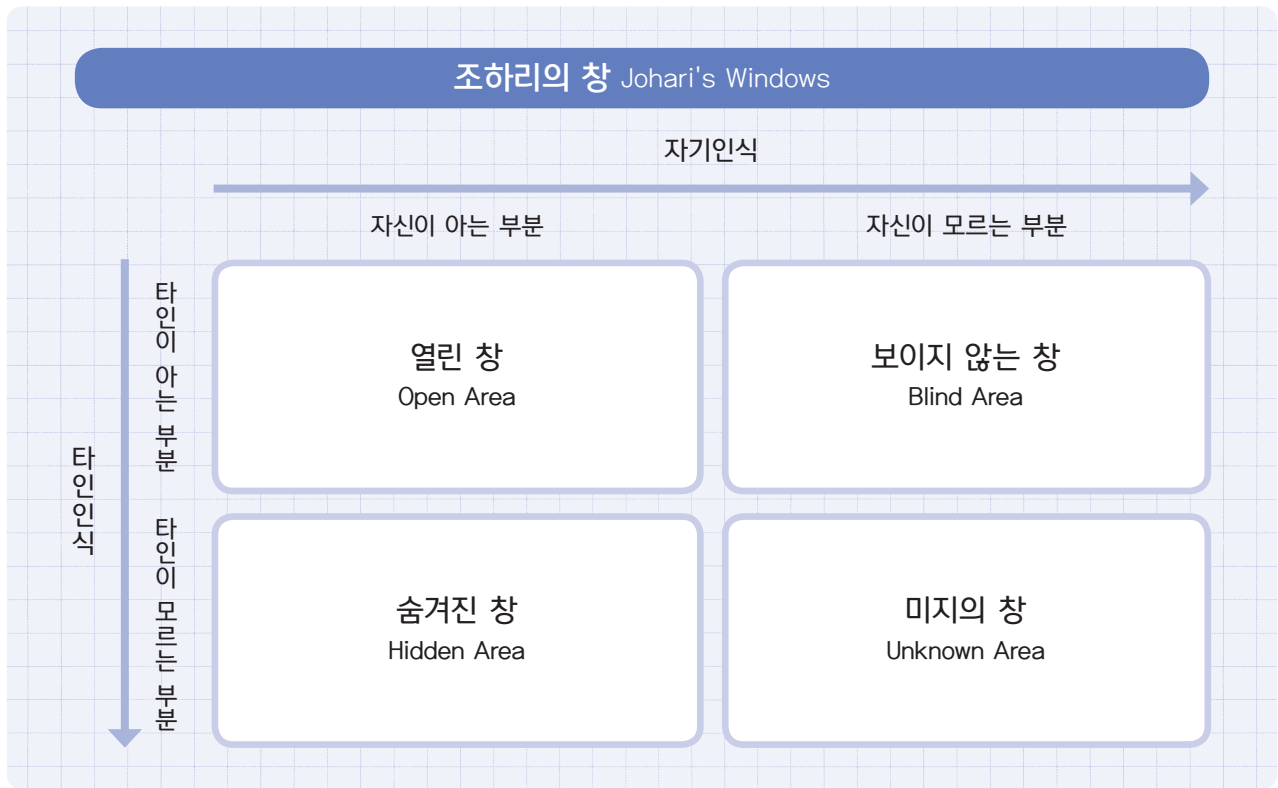 조하리의 창 Johari's Windows
자기인식
자신이 아는 부분
자신이 모르는 부분
타인인식
타인이 아는 부분
열린 창
Open Area
보이지 않는 창
Blind Area
타인이 모르는 부분
숨겨진 창
Hidden Area
미지의 창
Unknown Area